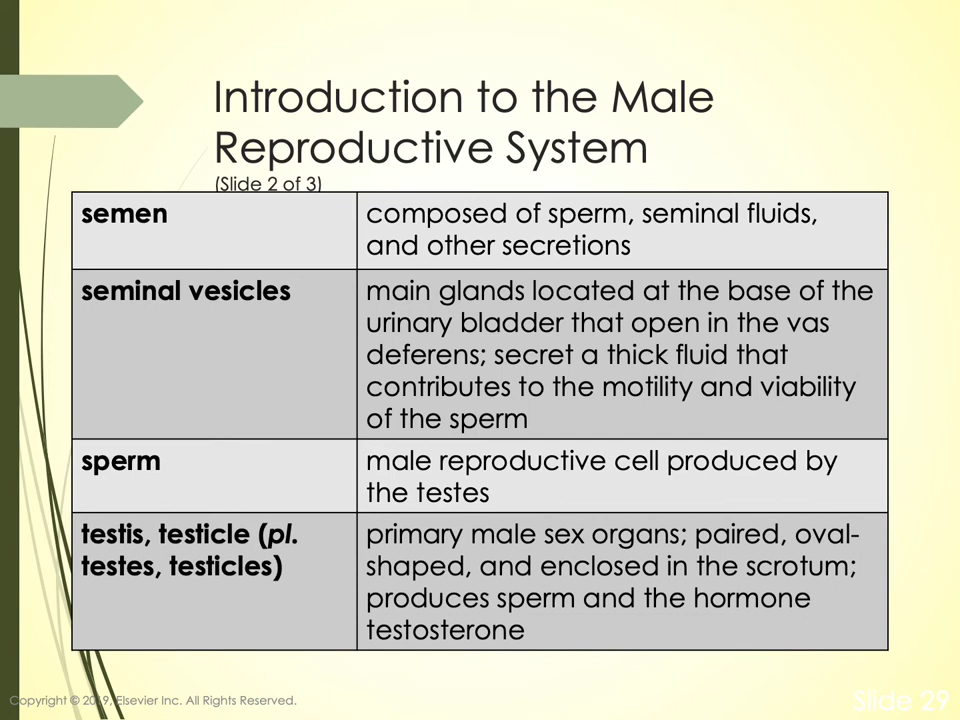 Introduction to the Male
Reproductive System
(Slide 2 of 3)
semen
composed of sperm, seminal fluids,
and other secretions
seminal vesicles
main glands located at the base of the
urinary bladder that open in the vas
deferens; secret a thick fluid that
contributes to the motility and viability
of the sperm
sperm
male reproductive cell produced by
the testes
testis, testicle (pl.
testes, testicles)
primary male sex organs; paired, oval-
shaped, and enclosed in the scrotum;
produces sperm and the hormone
testosterone
Copyright © 2019, Elsevier Inc. All Rights Reserved.
Slide 29